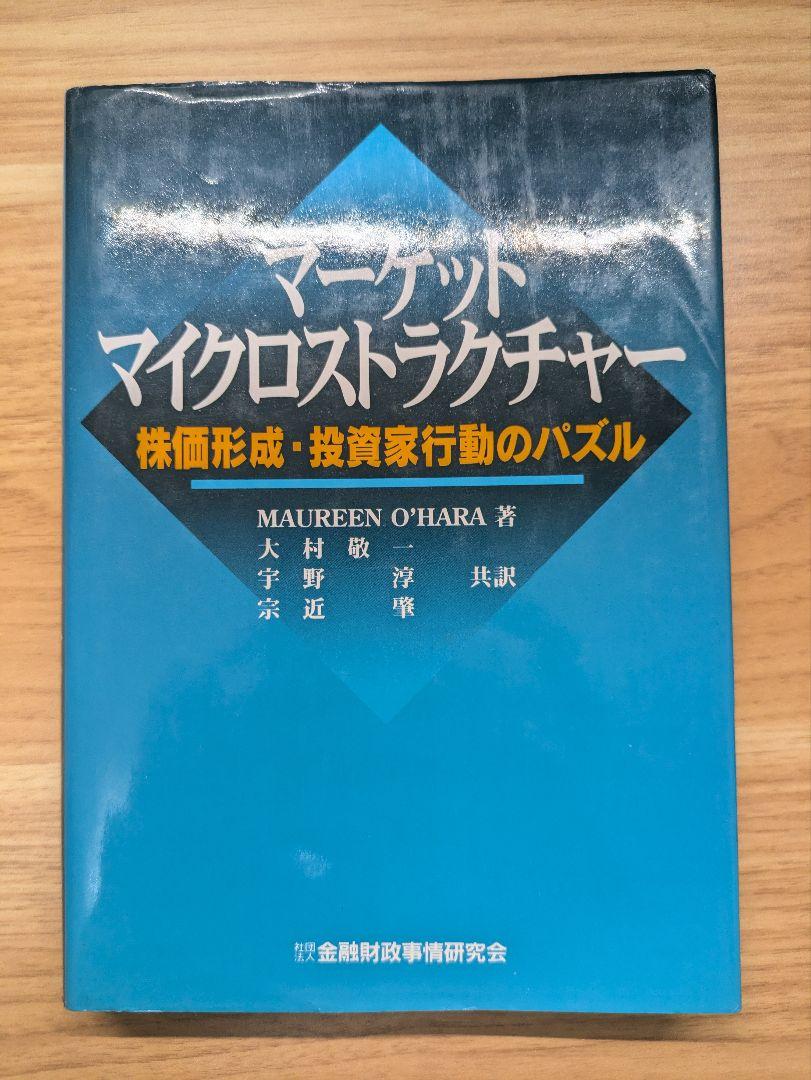 マーケット
マイクロストラクチャー
株価形成・投資家行動のパズル
MAUREEN O'HARA 著
大村敬一
宇野 淳 共訳
宗近 肇
社団法人 金融財政事情研究会